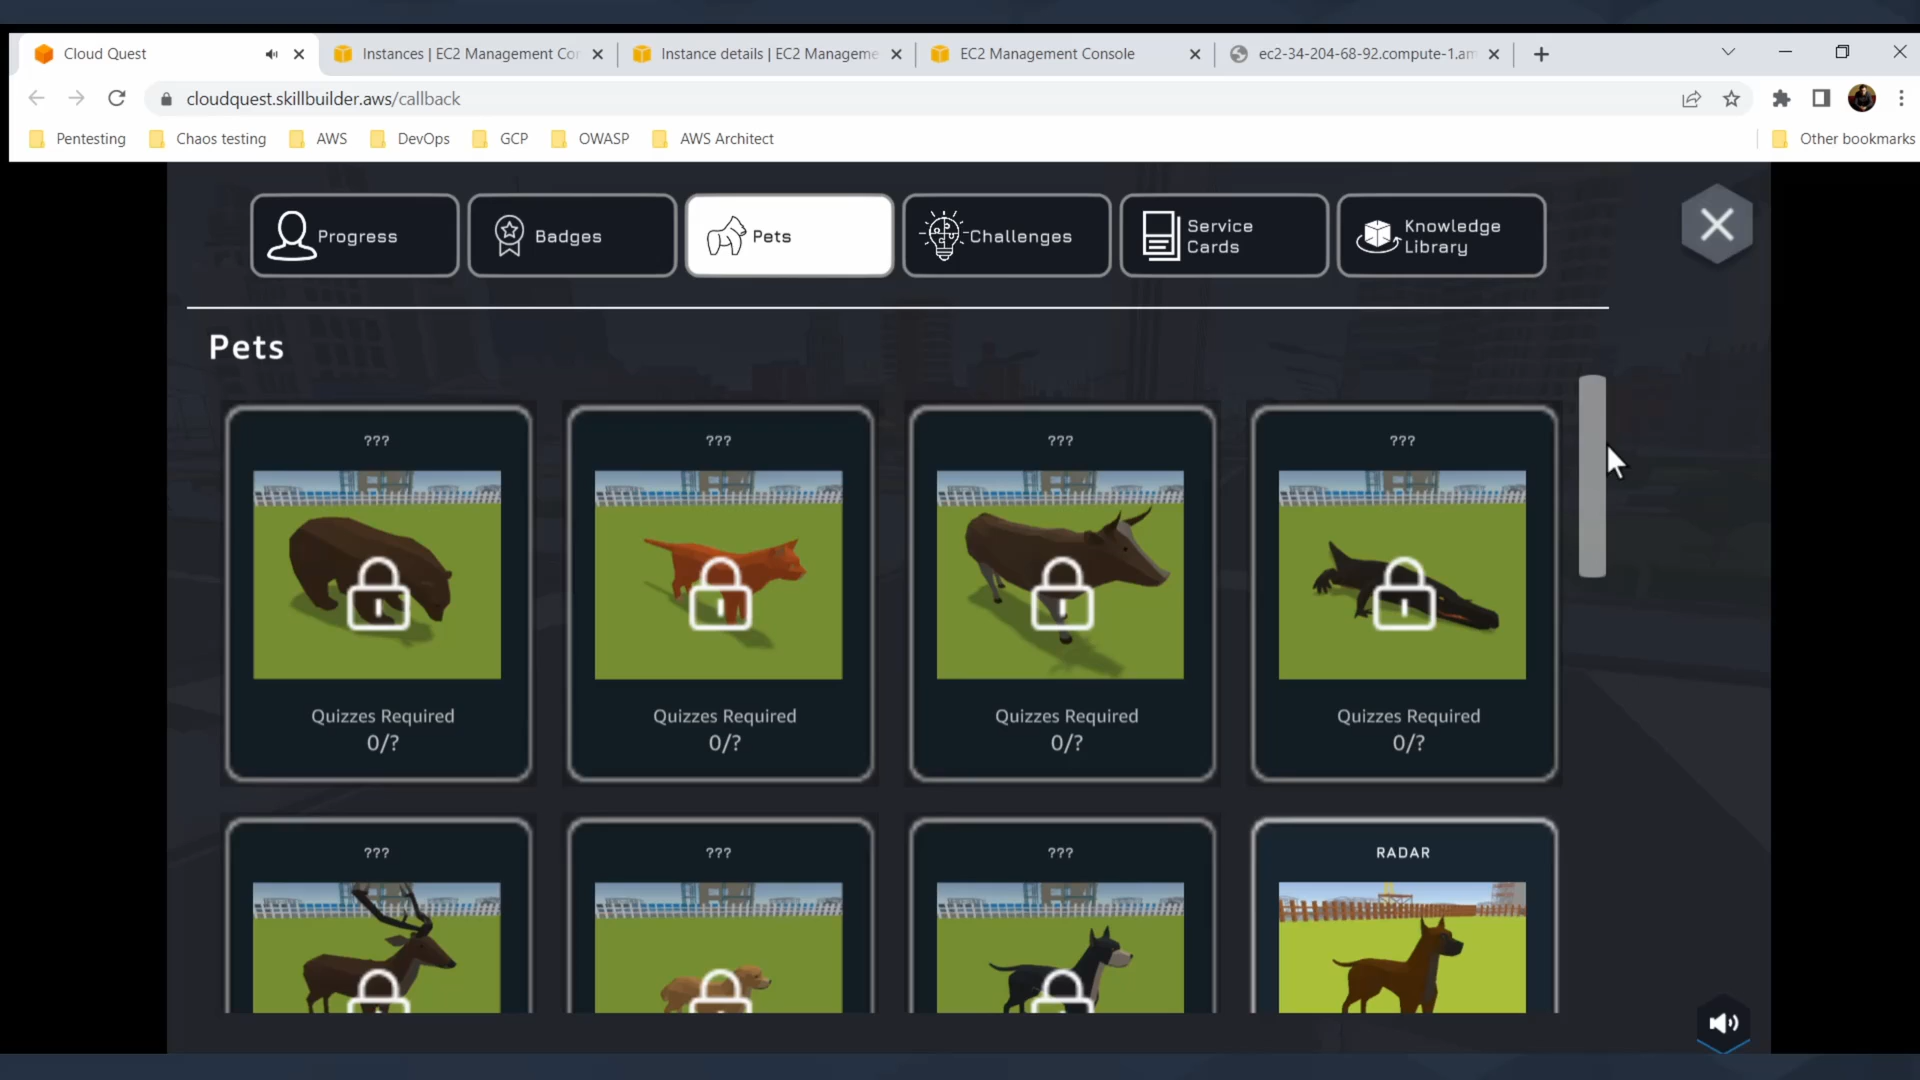 Cloud Quest
Instances | EC2 Management Co
Instance details | EC2 Manageme
EC2 Management Console
ec2-34-204-68-92.compute-1.am
cloudquest.skillbuilder.aws/callback
Pentesting
Chaos testing
AWS
DevOps
GCP
OWASP
AWS Architect
Other bookmarks
Progress
Badges
Pets
Challenges
Service
Cards
Knowledge
Library
Pets
???
???
???
???
Quizzes Required
0/?
Quizzes Required
0/?
Quizzes Required
0/?
Quizzes Required
0/?
???
???
???
RADAR